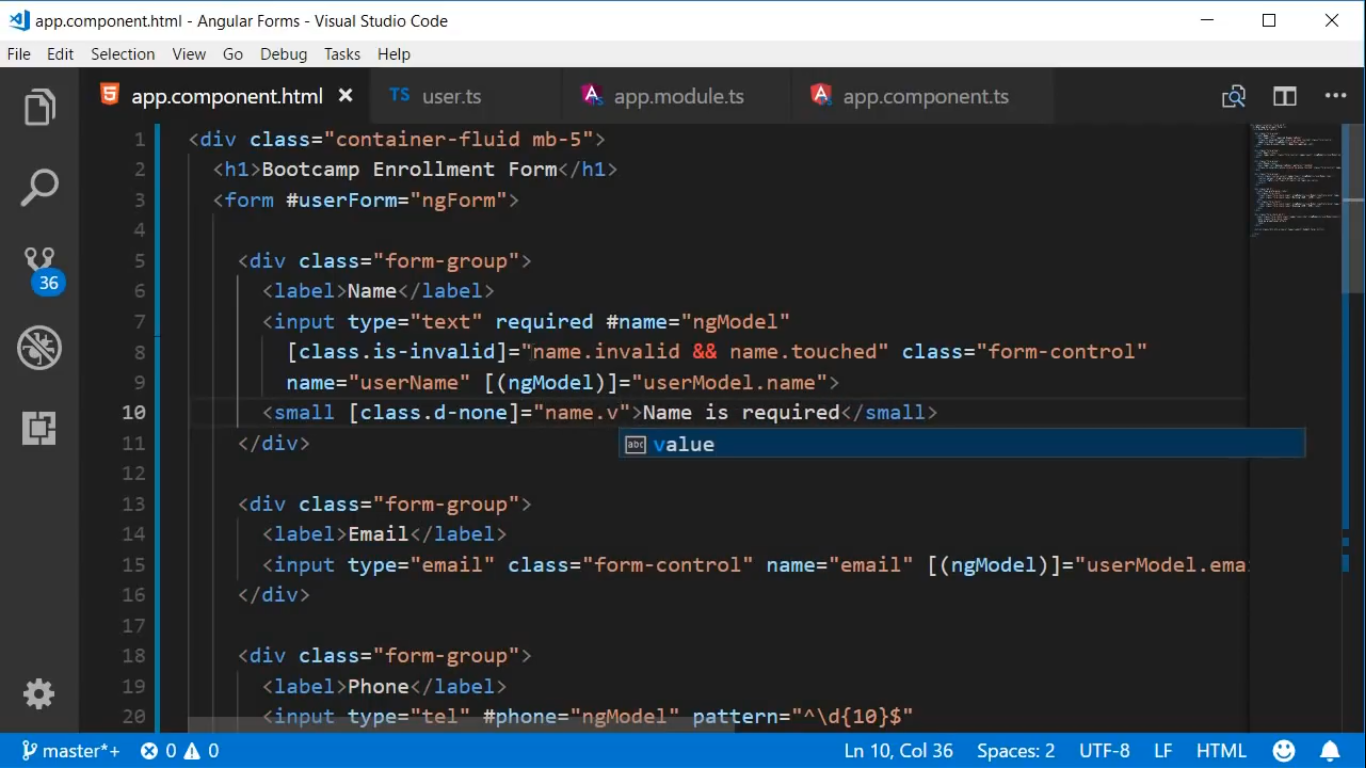 app.component.html - Angular Forms - Visual Studio Code
File Edit Selection View Go Debug Tasks Help
app.component.html TS user.ts app.module.ts app.component.ts
1 <div class="container-fluid mb-5">
2 <h1>Bootcamp Enrollment Form</h1>
3 <form #userForm="ngForm">
4
5 <div class="form-group">
6 <label>Name</label>
7 <input type="text" required #name="ngModel"
8 [class.is-invalid]="name.invalid && name.touched" class="form-control"
9 name="userName" [(ngModel)]="userModel.name">
10 <small [class.d-none]="name.v">Name is required</small>
abc value
11 </div>
12
13 <div class="form-group">
14 <label>Email</label>
15 <input type="email" class="form-control" name="email" [(ngModel)]="userModel.emai
16 </div>
17
18 <div class="form-group">
19 <label>Phone</label>
20 <input type="tel" #phone="ngModel" pattern="^\d{10}$"
36
master*+ 0 0 Ln 10, Col 36 Spaces: 2 UTF-8 LF HTML